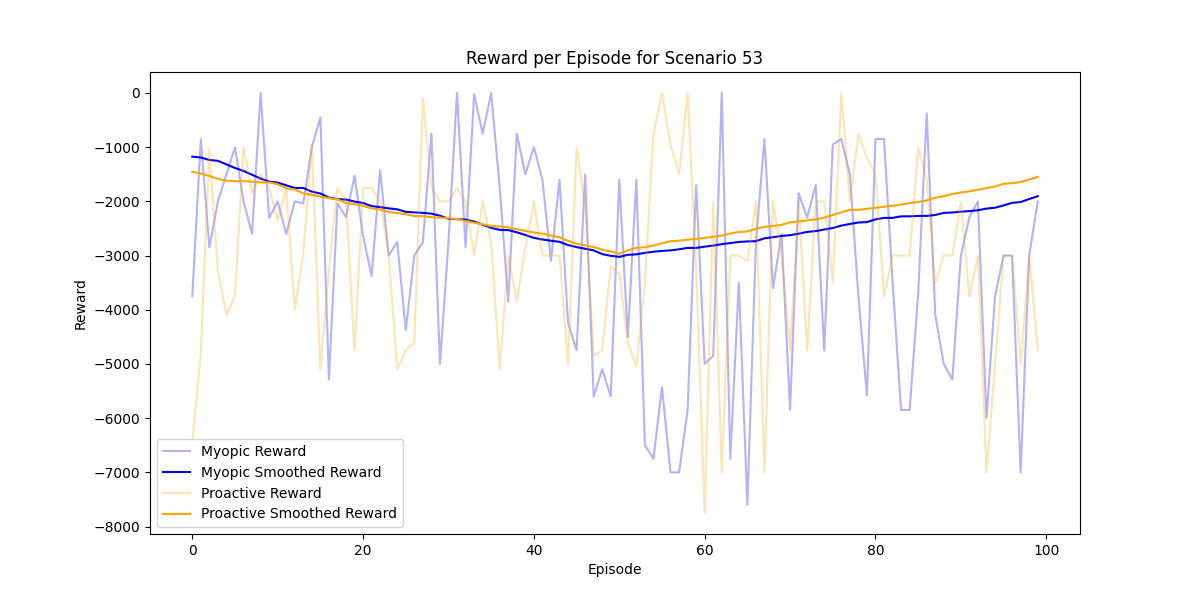 Reward per Episode for Scenario 53
0
−1000
−2000
−3000
−4000
−5000
−6000
−7000
−8000
Reward
Myopic Reward
Myopic Smoothed Reward
Proactive Reward
Proactive Smoothed Reward
0 20 40 60 80 100
Episode